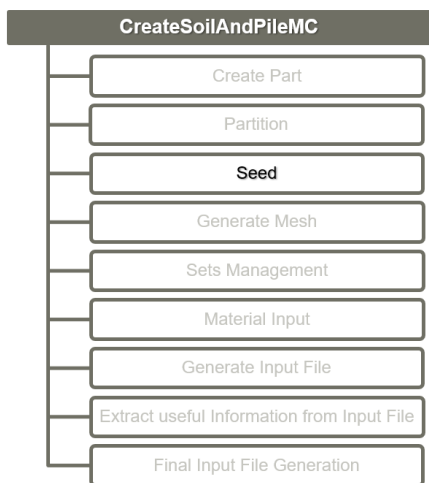 CreateSoilAndPileMC
Create Part
Partition
Seed
Generate Mesh
Sets Management
Material Input
Generate Input File
Extract useful Information from Input File
Final Input File Generation